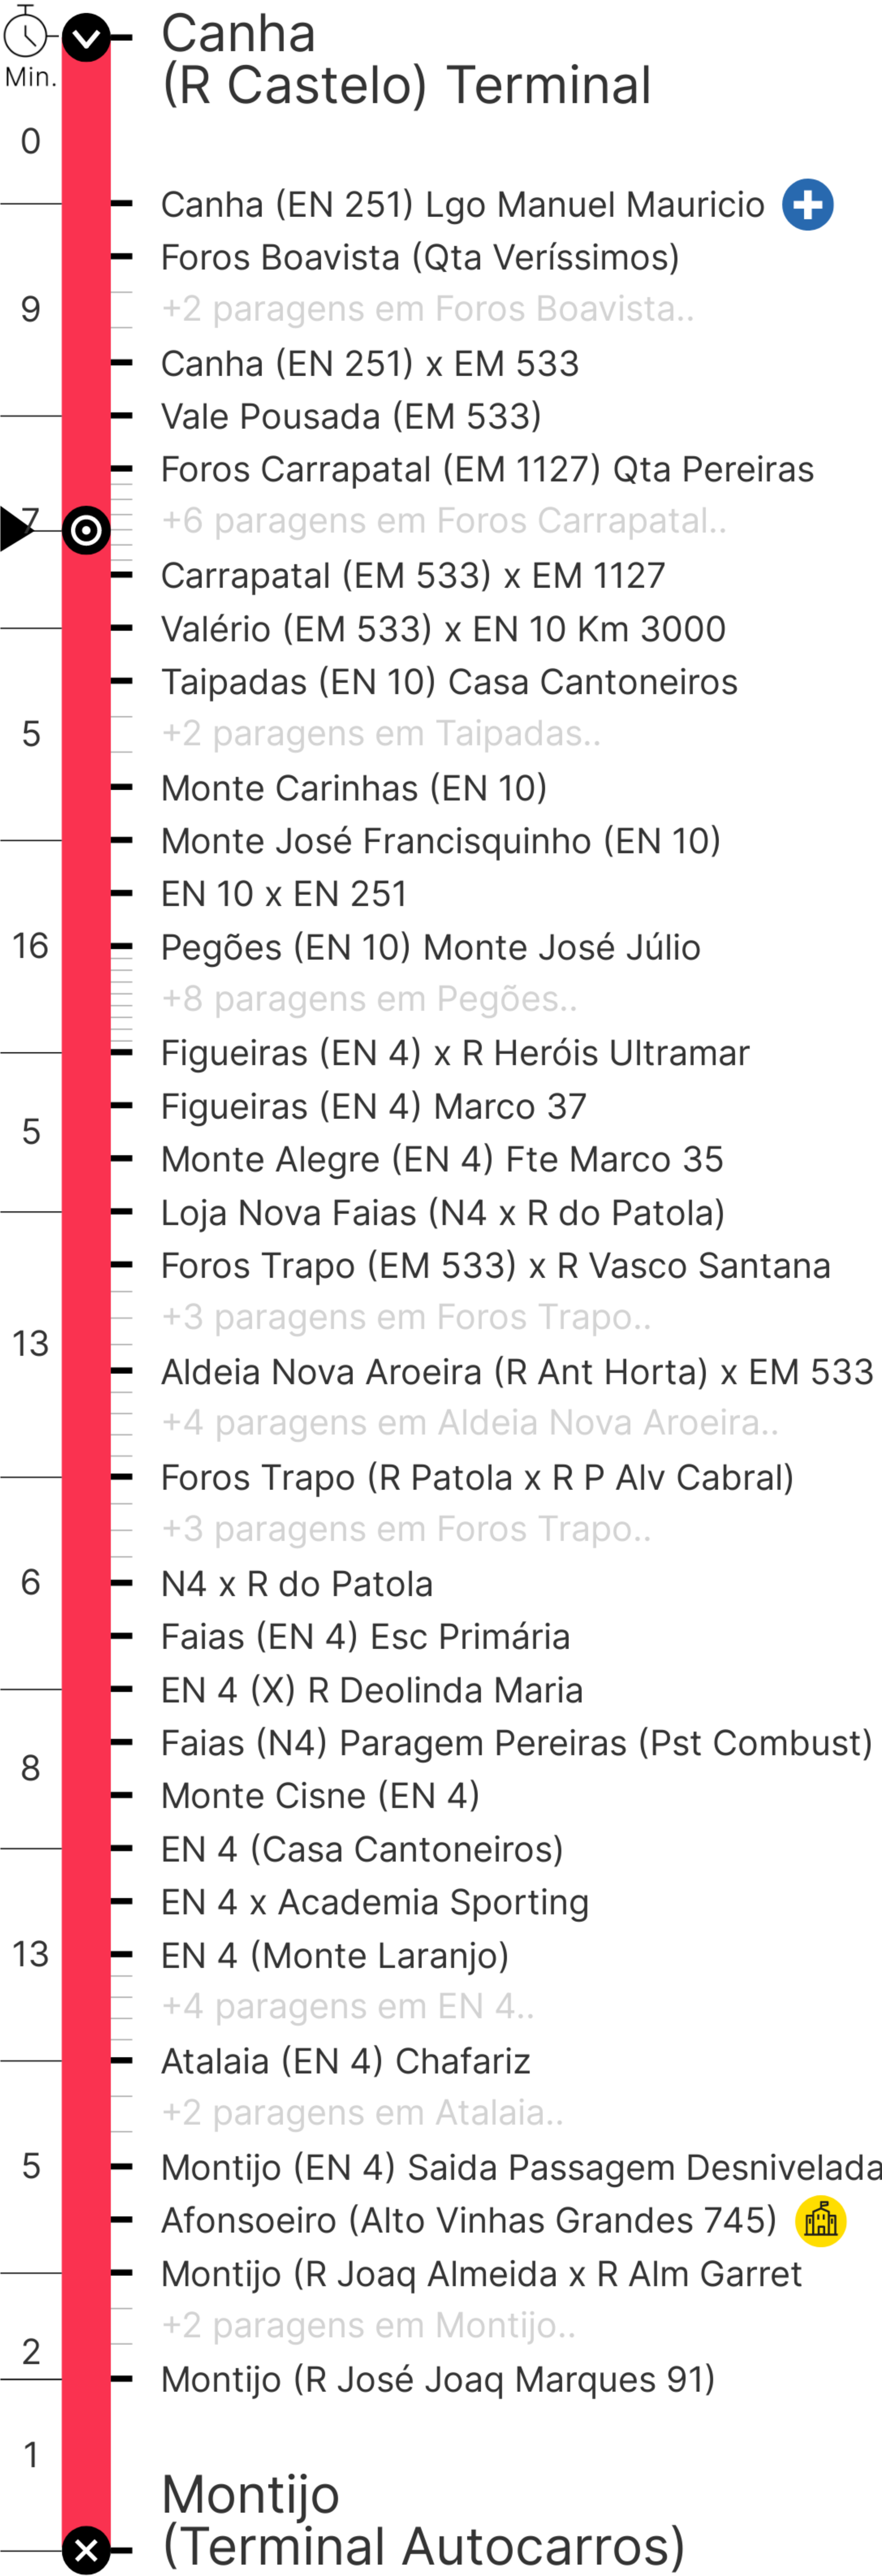 Canha
(R Castelo) Terminal
Min.
0
Canha (EN 251) Lgo Manuel Mauricio
Foros Boavista (Qta Veríssimos)
9
+2 paragens em Foros Boavista..
Canha (EN 251) x EM 533
Vale Pousada (EM 533)
Foros Carrapatal (EM 1127) Qta Pereiras
7
+6 paragens em Foros Carrapatal..
Carrapatal (EM 533) x EM 1127
Valério (EM 533) x EN 10 Km 3000
Taipadas (EN 10) Casa Cantoneiros
5
+2 paragens em Taipadas..
Monte Carinhas (EN 10)
Monte José Francisquinho (EN 10)
EN 10 x EN 251
16
Pegões (EN 10) Monte José Júlio
+8 paragens em Pegões..
Figueiras (EN 4) x R Heróis Ultramar
Figueiras (EN 4) Marco 37
5
Monte Alegre (EN 4) Fte Marco 35
Loja Nova Faias (N4 x R do Patola)
Foros Trapo (EM 533) x R Vasco Santana
+3 paragens em Foros Trapo..
13
Aldeia Nova Aroeira (R Ant Horta) x EM 533
+4 paragens em Aldeia Nova Aroeira..
Foros Trapo (R Patola x R P Alv Cabral)
+3 paragens em Foros Trapo..
6
N4 x R do Patola
Faias (EN 4) Esc Primária
EN 4 (X) R Deolinda Maria
Faias (N4) Paragem Pereiras (Pst Combust)
8
Monte Cisne (EN 4)
EN 4 (Casa Cantoneiros)
EN 4 x Academia Sporting
13
EN 4 (Monte Laranjo)
+4 paragens em EN 4..
Atalaia (EN 4) Chafariz
+2 paragens em Atalaia..
5
Montijo (EN 4) Saida Passagem Desnivelada
Afonsoeiro (Alto Vinhas Grandes 745)
Montijo (R Joaq Almeida x R Alm Garret
+2 paragens em Montijo..
2
Montijo (R José Joaq Marques 91)
1
Montijo
(Terminal Autocarros)